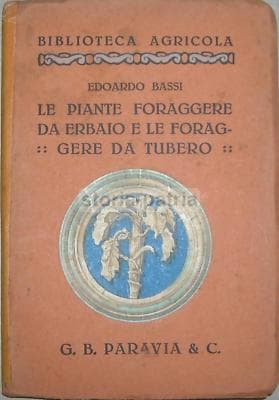 BIBLIOTECA AGRICOLA
EDOARDO BASSI
LE PIANTE FORAGGERE
DA ERBAIO E LE FORAG-
:: GERE DA TUBERO ::
storia patria
G. B. PARAVIA & C.